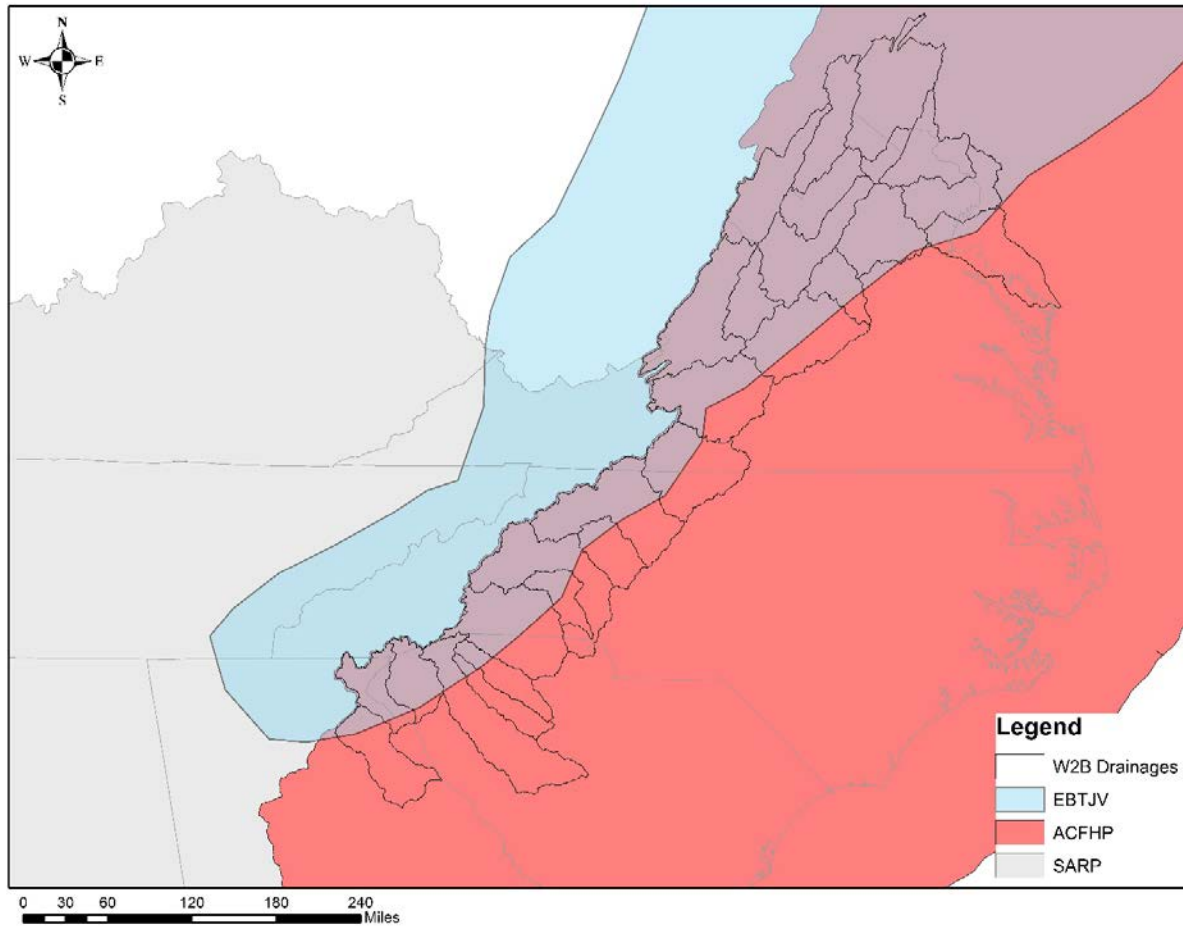 N
W E
S
Legend
W2B Drainages
EBTJV
ACFHP
SARP
0 30 60 120 180 240
Miles